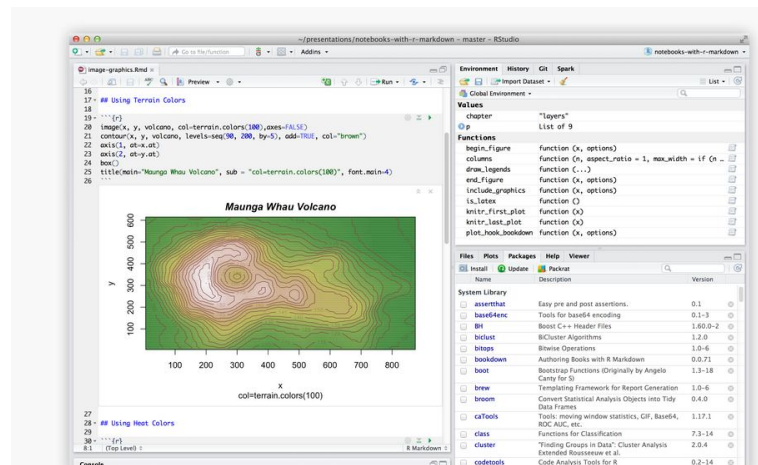 ~/presentations/notebooks-with-r-markdown - master - RStudio
Go to file/function
Addins
notebooks-with-r-markdown
image-graphics.Rmd
Preview
Run
16
17 ## Using Terrain Colors
18
19 ```{r}
20 image(x, y, volcano, col=terrain.colors(100),axes=FALSE)
21 contour(x, y, volcano, levels=seq(90, 200, by=5), add=TRUE, col="brown")
22 axis(1, at=x.at)
23 axis(2, at=y.at)
24 box()
25 title(main="Maunga Whau Volcano", sub = "col=terrain.colors(100)", font.main=4)
26 ```
Maunga Whau Volcano
600
500
400
y
300
200
100
100 200 300 400 500 600 700 800
x
col=terrain.colors(100)
27
28 ## Using Heat Colors
29
30 ```{r}
8:1 (Top Level)
R Markdown
Console
Environment History Git Spark
Import Dataset
List
Global Environment
Values
chapter "layers"
p List of 9
Functions
begin_figure function (x, options)
columns function (n, aspect_ratio = 1, max_width = if (n …
draw_legends function (...)
end_figure function (x, options)
include_graphics function (x, options)
is_latex function ()
knitr_first_plot function (x)
knitr_last_plot function (x)
plot_hook_bookdown function (x, options)
Files Plots Packages Help Viewer
Install Update Packrat
Name Description Version
System Library
assertthat Easy pre and post assertions. 0.1
base64enc Tools for base64 encoding 0.1-3
BH Boost C++ Header Files 1.60.0-2
biclust BiCluster Algorithms 1.2.0
bitops Bitwise Operations 1.0-6
bookdown Authoring Books with R Markdown 0.0.71
boot Bootstrap Functions (Originally by Angelo 1.3-18
Canty for S)
brew Templating Framework for Report Generation 1.0-6
broom Convert Statistical Analysis Objects into Tidy 0.4.0
Data Frames
caTools Tools: moving window statistics, GIF, Base64, 1.17.1
ROC AUC, etc.
class Functions for Classification 7.3-14
cluster "Finding Groups in Data": Cluster Analysis 2.0.4
Extended Rousseeuw et al.
codetools Code Analysis Tools for R 0.2-14